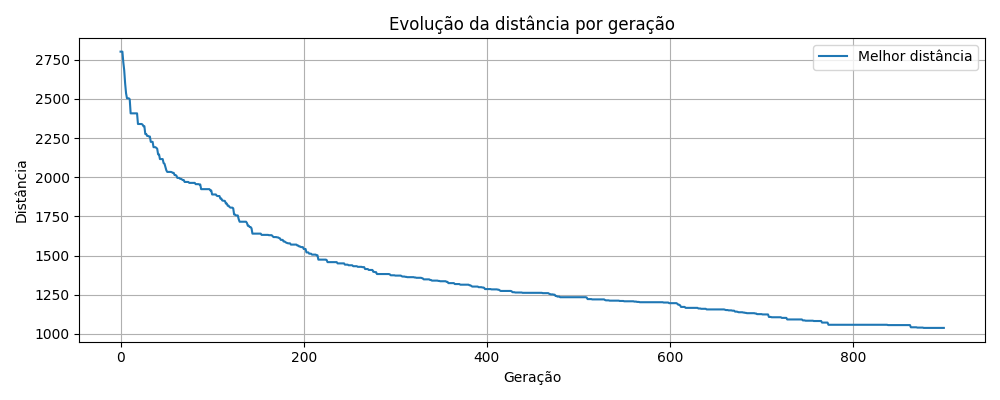 Evolução da distância por geração
Melhor distância
Distância
2750
2500
2250
2000
1750
1500
1250
1000
0 200 400 600 800
Geração